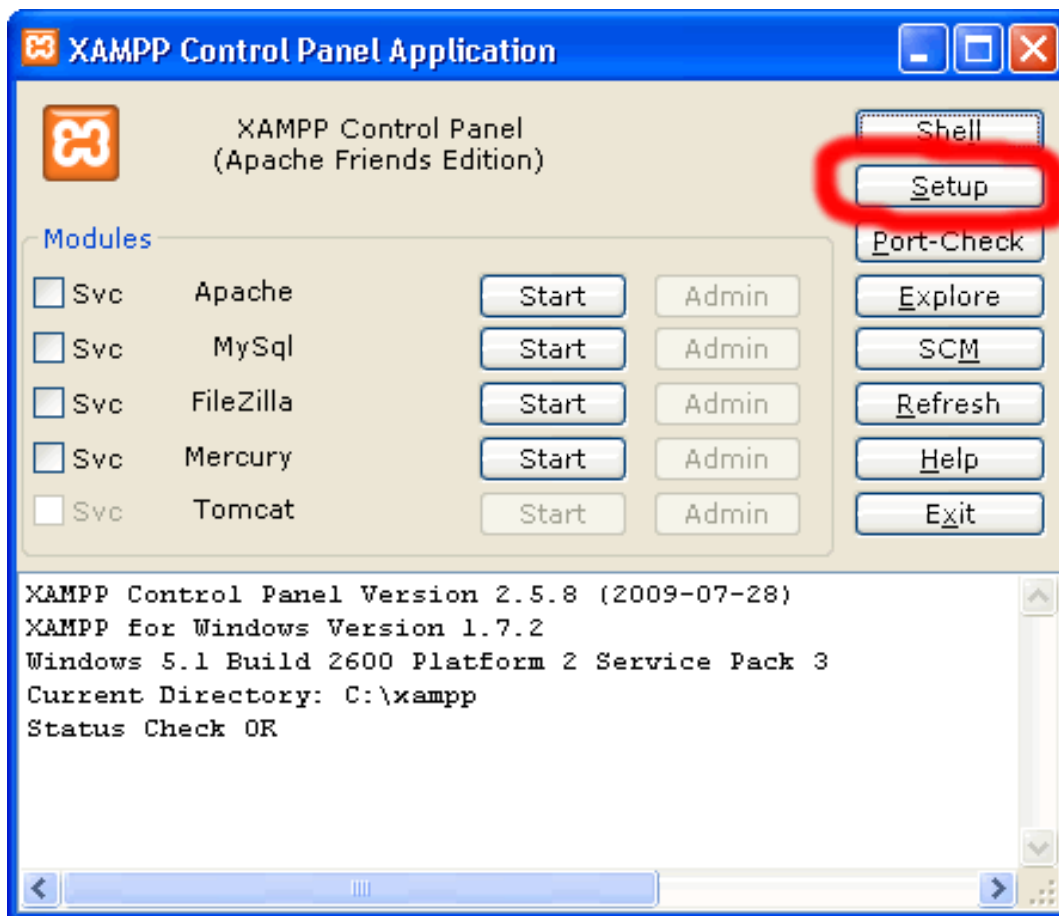 XAMPP Control Panel Application
XAMPP Control Panel
(Apache Friends Edition)
Shell
Setup
Port-Check
Explore
SCM
Refresh
Help
Exit
Modules
Svc Apache Start Admin
Svc MySql Start Admin
Svc FileZilla Start Admin
Svc Mercury Start Admin
Svc Tomcat Start Admin
XAMPP Control Panel Version 2.5.8 (2009-07-28)
XAMPP for Windows Version 1.7.2
Windows 5.1 Build 2600 Platform 2 Service Pack 3
Current Directory: C:\xampp
Status Check OK